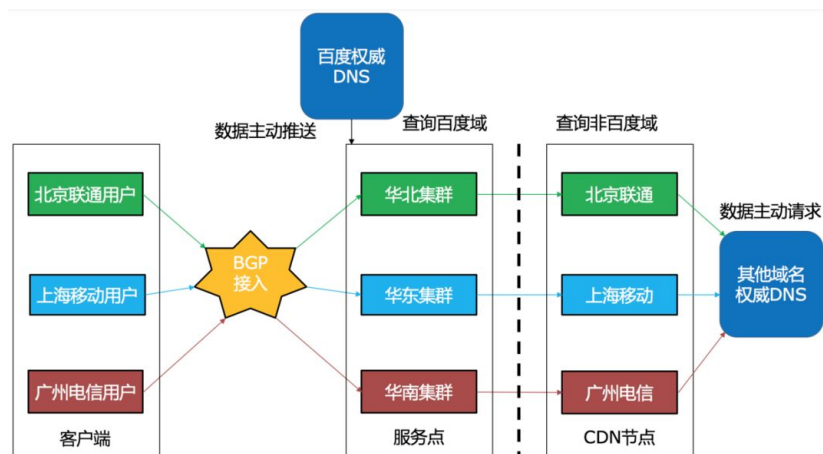 百度权威
DNS
数据主动推送
查询百度域
查询非百度域
北京联通用户
华北集群
北京联通
数据主动请求
BGP
接入
上海移动用户
华东集群
上海移动
其他域名
权威DNS
广州电信用户
华南集群
广州电信
客户端
服务点
CDN节点